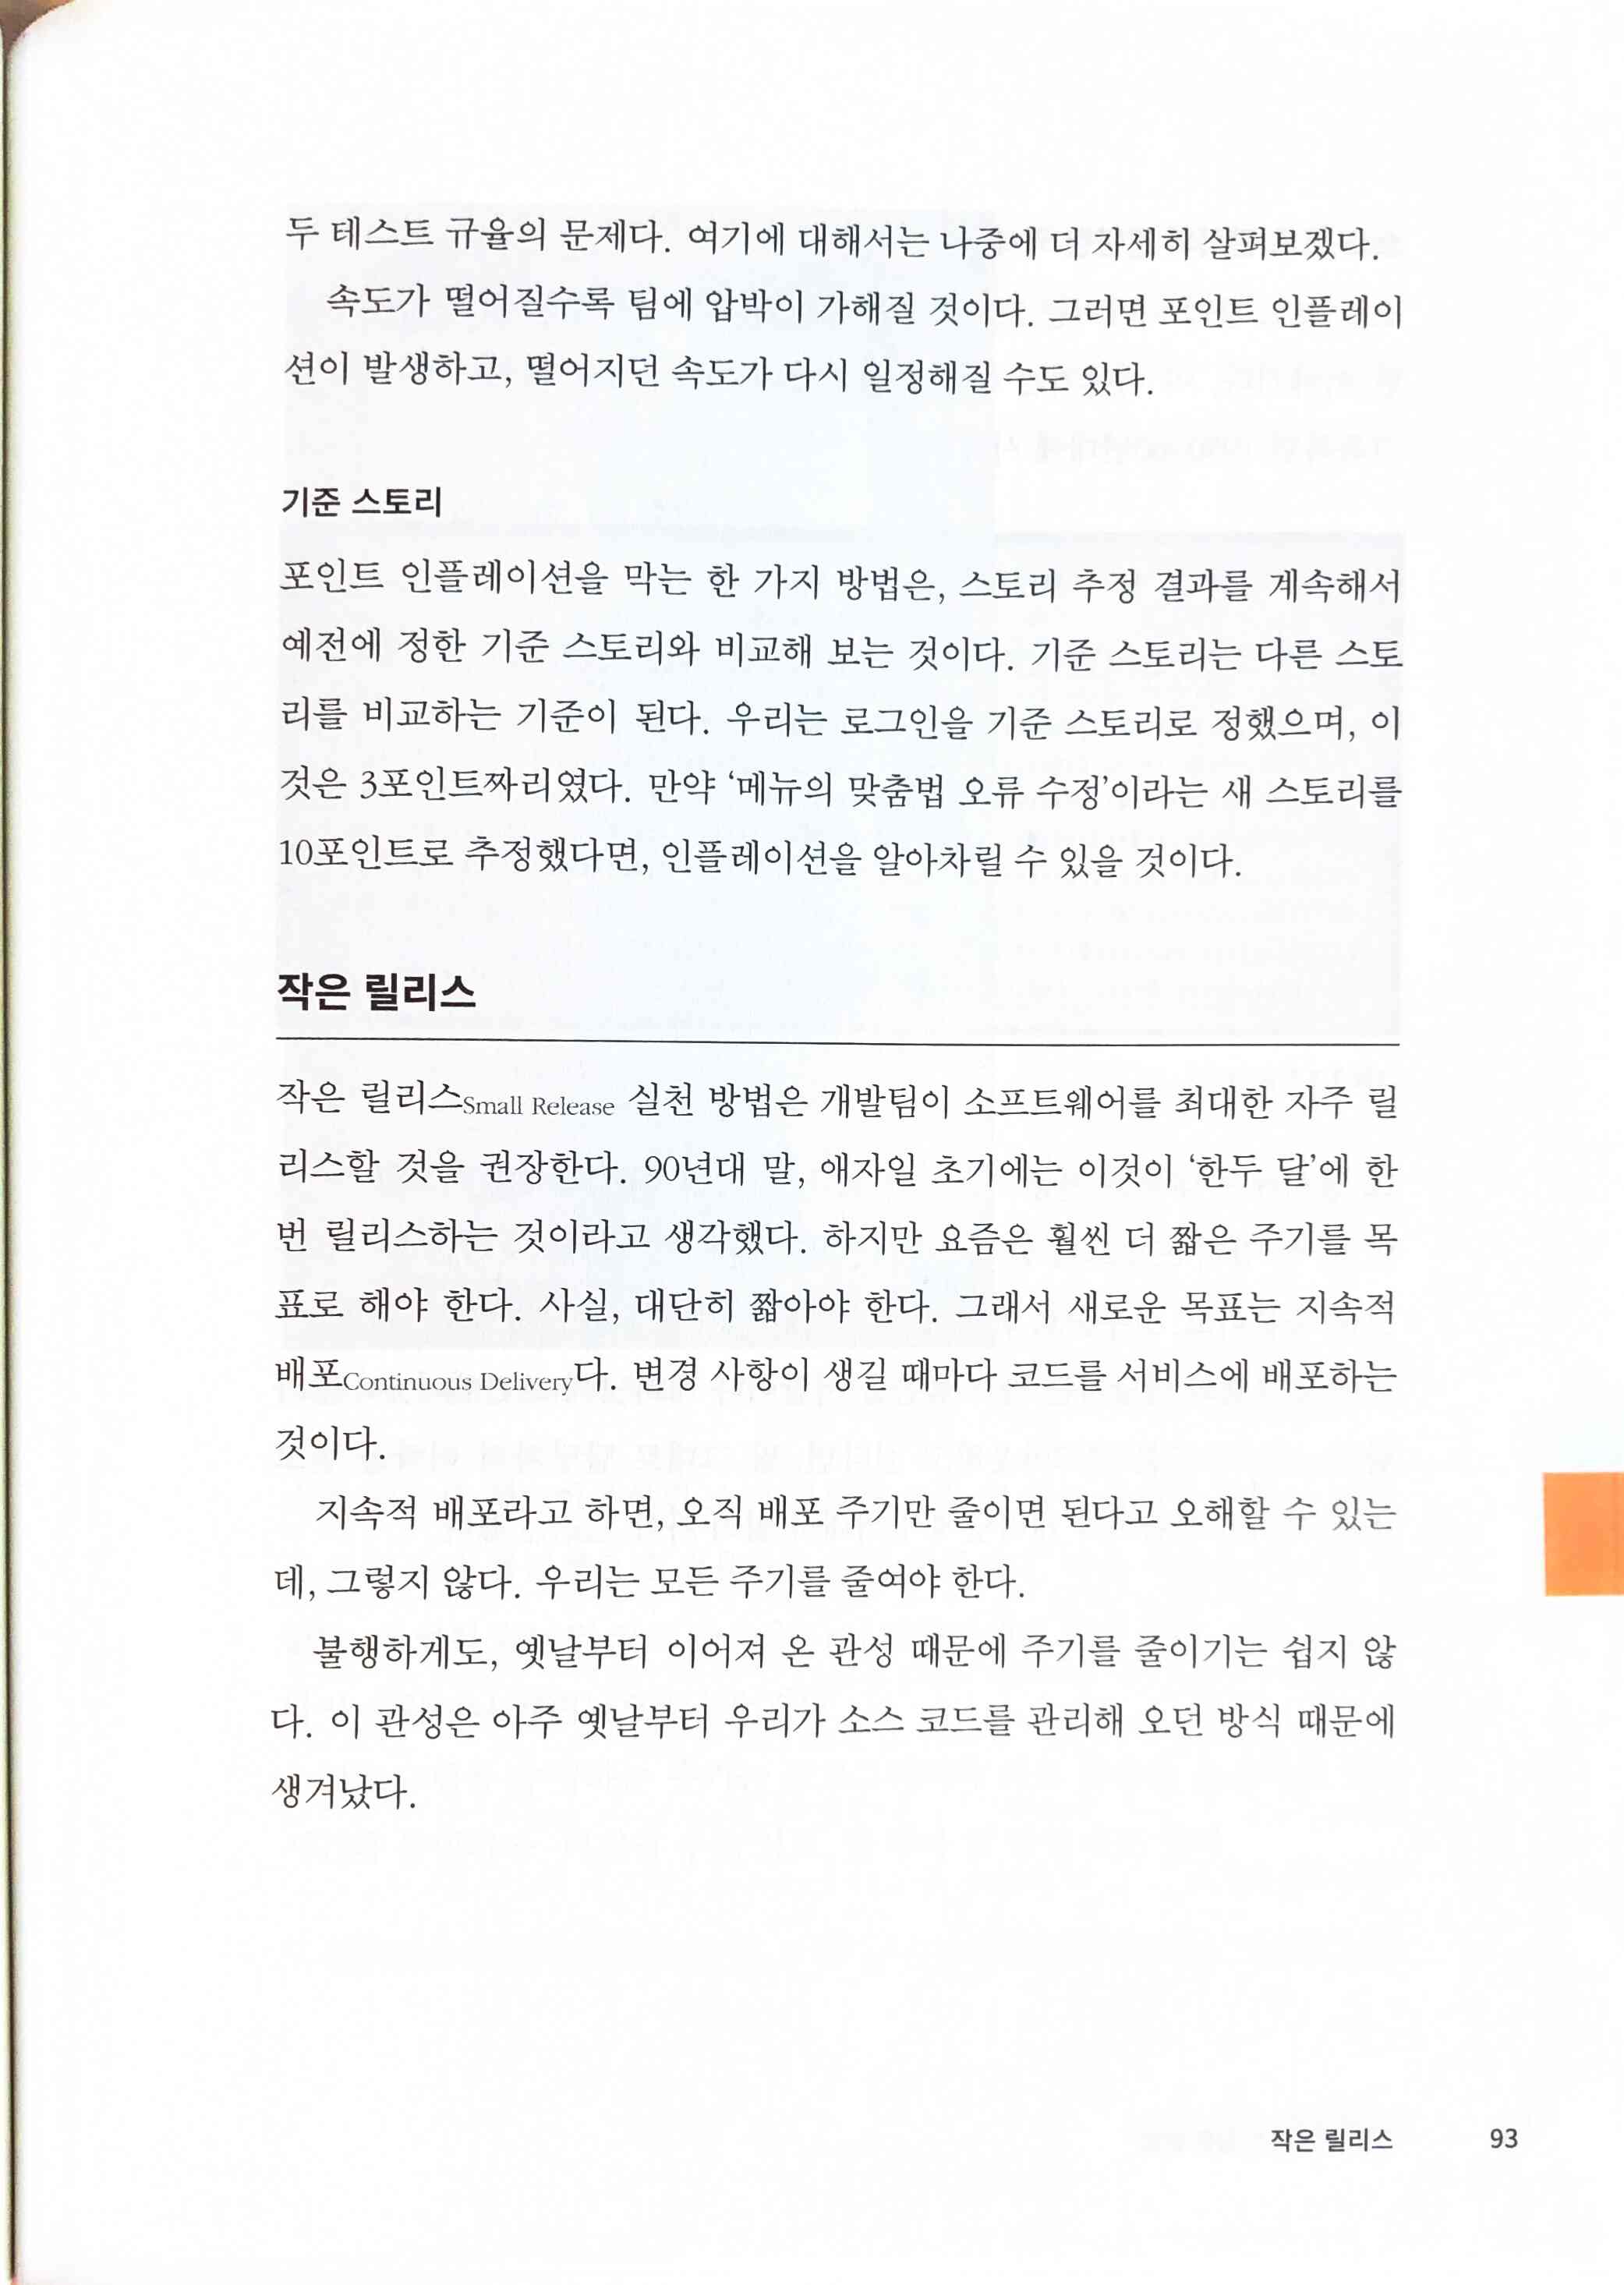 두 테스트 규율의 문제다. 여기에 대해서는 나중에 더 자세히 살펴보겠다.
속도가 떨어질수록 팀에 압박이 가해질 것이다. 그러면 포인트 인플레이
션이 발생하고, 떨어지던 속도가 다시 일정해질 수도 있다.
기준 스토리
포인트 인플레이션을 막는 한 가지 방법은, 스토리 추정 결과를 계속해서
예전에 정한 기준 스토리와 비교해 보는 것이다. 기준 스토리는 다른 스토
리를 비교하는 기준이 된다. 우리는 로그인을 기준 스토리로 정했으며, 이
것은 3포인트짜리였다. 만약 ‘메뉴의 맞춤법 오류 수정’이라는 새 스토리를
10포인트로 추정했다면, 인플레이션을 알아차릴 수 있을 것이다.
작은 릴리스
작은 릴리스Small Release 실천 방법은 개발팀이 소프트웨어를 최대한 자주 릴
리스할 것을 권장한다. 90년대 말, 애자일 초기에는 이것이 ‘한두 달’에 한
번 릴리스하는 것이라고 생각했다. 하지만 요즘은 훨씬 더 짧은 주기를 목
표로 해야 한다. 사실, 대단히 짧아야 한다. 그래서 새로운 목표는 지속적
배포Continuous Delivery다. 변경 사항이 생길 때마다 코드를 서비스에 배포하는
것이다.
지속적 배포라고 하면, 오직 배포 주기만 줄이면 된다고 오해할 수 있는
데, 그렇지 않다. 우리는 모든 주기를 줄여야 한다.
불행하게도, 옛날부터 이어져 온 관성 때문에 주기를 줄이기는 쉽지 않
다. 이 관성은 아주 옛날부터 우리가 소스 코드를 관리해 오던 방식 때문에
생겨났다.
작은 릴리스 93